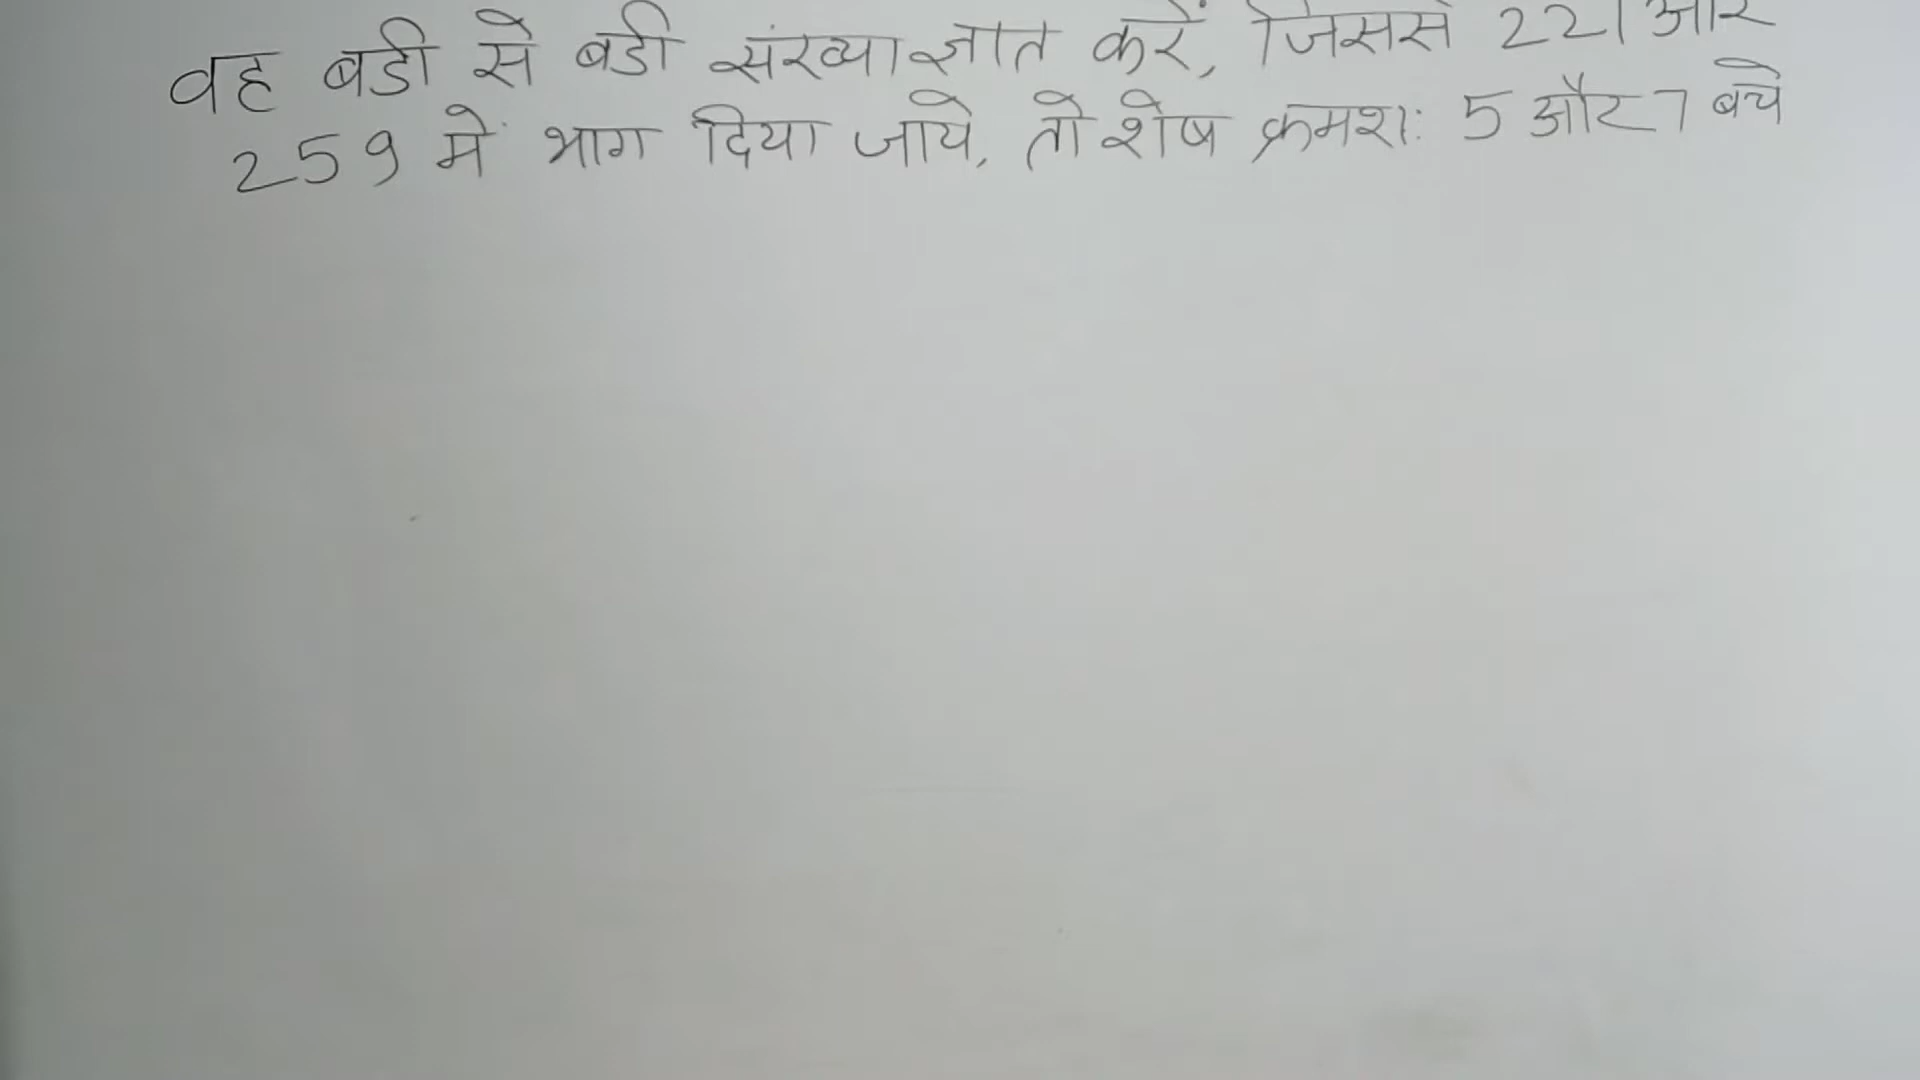 वह बडी से बडी संख्या ज्ञात करें, जिससे 221 और
259 में भाग दिया जाये, तो शेष क्रमशः 5 और 7 बचे